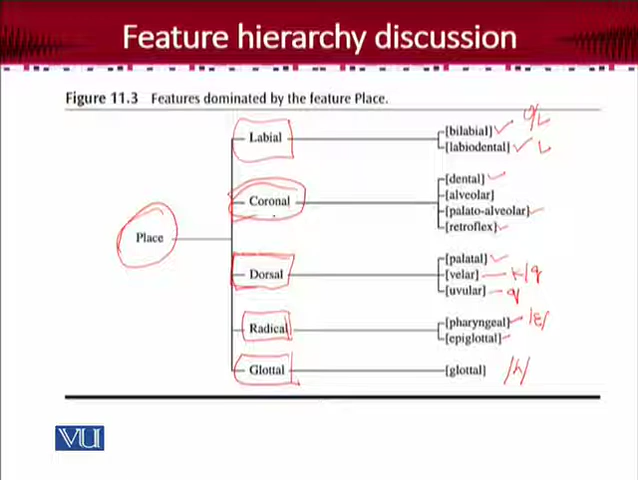 Feature hierarchy discussion
Figure 11.3 Features dominated by the feature Place.
Labial
[bilabial]
[labiodental]
Coronal
[dental]
[alveolar]
[palato-alveolar]
[retroflex]
Place
Dorsal
[palatal]
[velar] k/g
[uvular] q
Radical
[pharyngeal]
[epiglottal]
Glottal
[glottal] /h/
VU